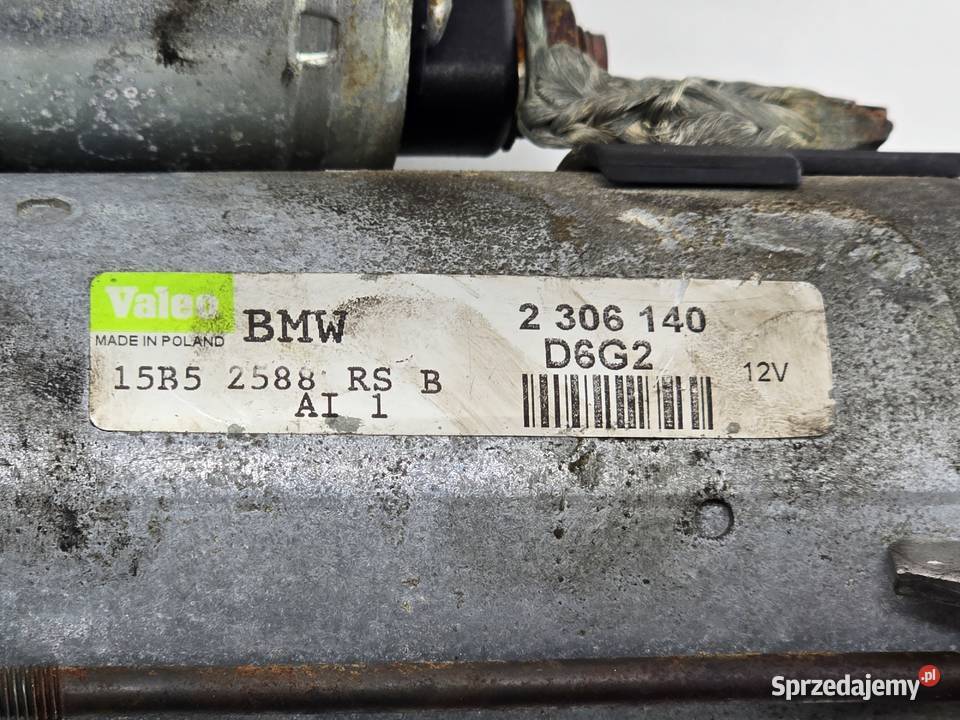 Valeo
MADE IN POLAND
BMW
2 306 140
D6G2
12V
15B5 2588 RS B
AI 1
Sprzedajemy.pl